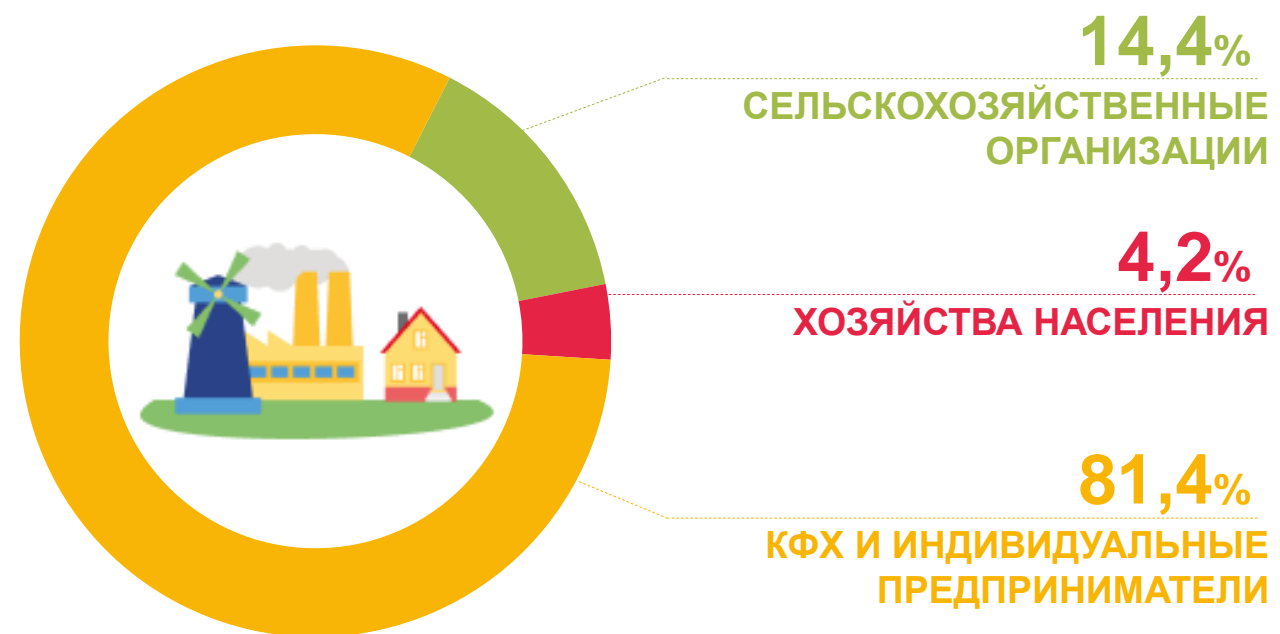 14,4%
СЕЛЬСКОХОЗЯЙСТВЕННЫЕ
ОРГАНИЗАЦИИ
4,2%
ХОЗЯЙСТВА НАСЕЛЕНИЯ
81,4%
КФХ И ИНДИВИДУАЛЬНЫЕ
ПРЕДПРИНИМАТЕЛИ